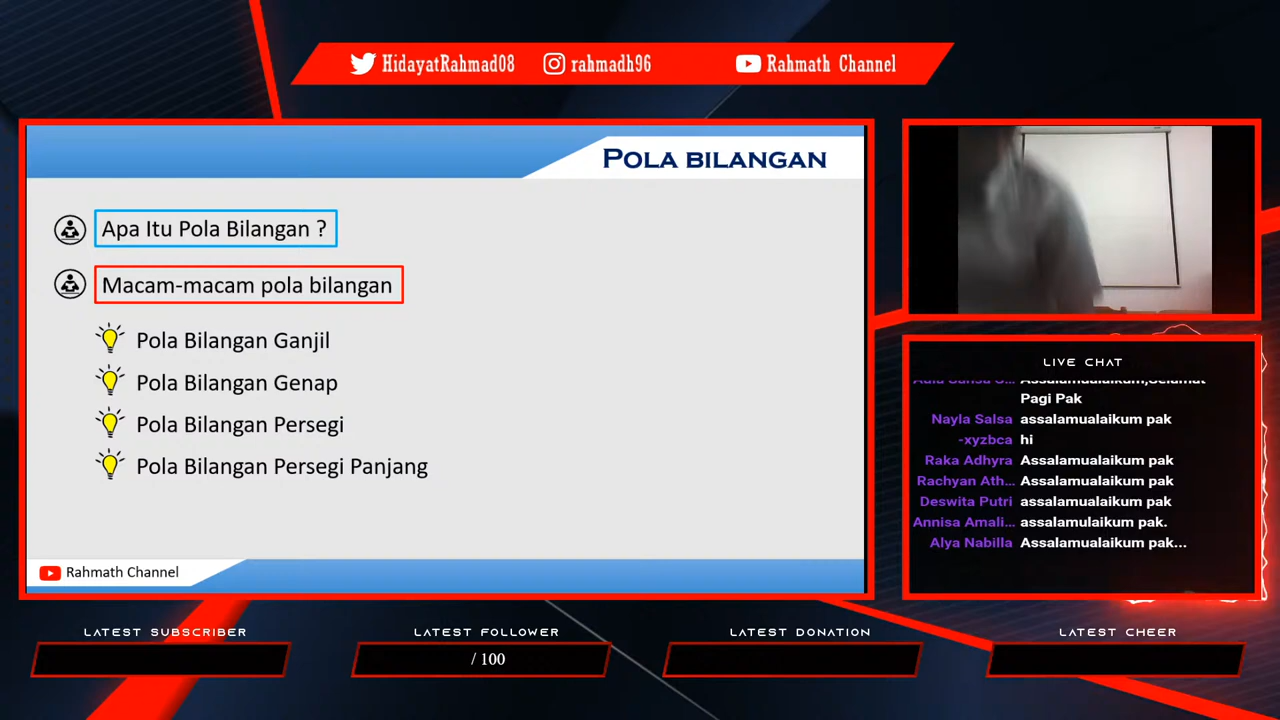 HidayatRahmad08 rahmadh96 Rahmath Channel
POLA BILANGAN
Apa Itu Pola Bilangan ?
Macam-macam pola bilangan
Pola Bilangan Ganjil
Pola Bilangan Genap
Pola Bilangan Persegi
Pola Bilangan Persegi Panjang
Rahmath Channel
LIVE CHAT
Assalamualaikum,Selamat
Pagi Pak
Nayla Salsa assalamualaikum pak
-xyzbca hi
Raka Adhyra Assalamualaikum pak
Rachyan Ath... Assalamualaikum pak
Deswita Putri assalamualaikum pak
Annisa Amali... assalamulaikum pak.
Alya Nabilla Assalamualaikum pak...
LATEST SUBSCRIBER
LATEST FOLLOWER
/ 100
LATEST DONATION
LATEST CHEER